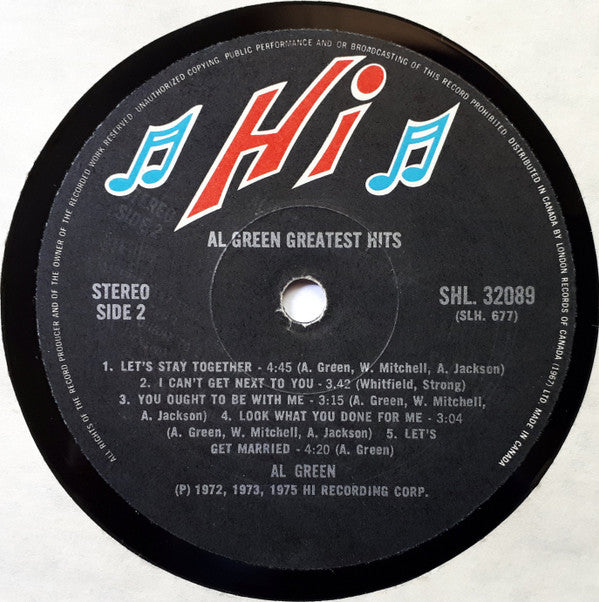 ALL RIGHTS OF THE RECORD PRODUCER AND OF THE OWNER OF THE RECORDED WORK RESERVED. UNAUTHORIZED COPYING, PUBLIC PERFORMANCE AND OR BROADCASTING OF THIS RECORD PROHIBITED. DISTRIBUTED IN CANADA BY LONDON RECORDS OF CANADA (1967) LTD. MADE IN CANADA
Hi
AL GREEN GREATEST HITS
STEREO
SIDE 2
SHL. 32089
(SLH. 677)
1. LET'S STAY TOGETHER - 4:45 (A. Green, W. Mitchell, A. Jackson)
2. I CAN'T GET NEXT TO YOU - 3.42 (Whitfield, Strong)
3. YOU OUGHT TO BE WITH ME - 3:15 (A. Green, W. Mitchell,
A. Jackson) 4. LOOK WHAT YOU DONE FOR ME - 3:04
(A. Green, W. Mitchell, A. Jackson) 5. LET'S
GET MARRIED - 4:20 (A. Green)
AL GREEN
(P) 1972, 1973, 1975 HI RECORDING CORP.